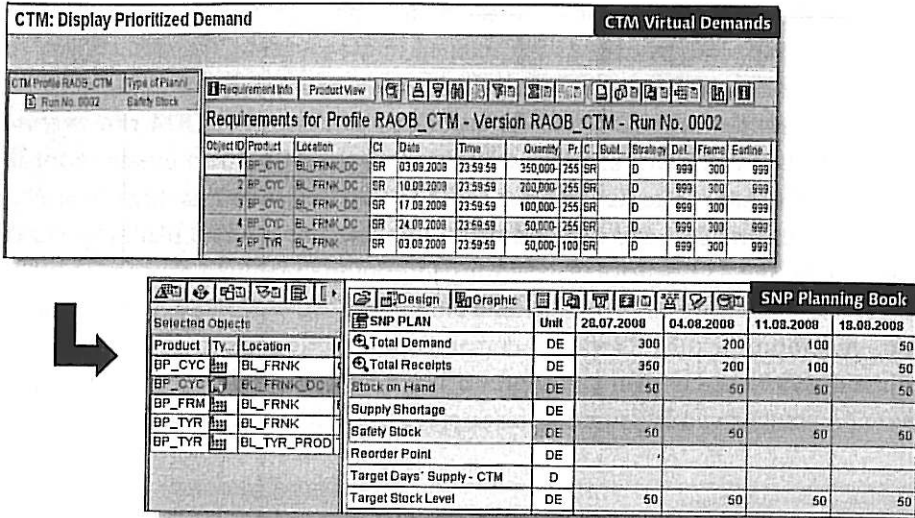 CTM: Display Prioritized Demand
CTM Virtual Demands
CTM Profile RAOB_CTM Type of Planni
Run No. 0002 Safety Stock
Requirement Info Product View
Requirements for Profile RAOB_CTM - Version RAOB_CTM - Run No. 0002
Object ID Product Location Ct Date Time Quantity Pr. C.. Subl.. Strategy Del.. Frame Earline..
1 BP_CYC BL_FRNK_DC SR 03.09.2008 23:59:59 350,000- 255 SR D 999 300 999
2 BP_CYC BL_FRNK_DC SR 10.09.2008 23:59:59 200,000- 255 SR D 999 300 999
3 BP_CYC BL_FRNK_DC SR 17.09.2008 23:59:59 100,000- 255 SR D 999 300 999
4 BP_CYC BL_FRNK_DC SR 24.09.2008 23:59:59 50,000- 255 SR D 999 300 999
5 BP_TYR BL_FRNK SR 03.09.2008 23:59:59 50,000- 100 SR D 999 300 999
Design Graphic
SNP Planning Book
Selected Objects
Product Ty... Location
BP_CYC BL_FRNK
BP_CYC BL_FRNK_DC
BP_FRM BL_FRNK
BP_TYR BL_FRNK
BP_TYR BL_TYR_PROD
SNP PLAN Unit 28.07.2008 04.08.2008 11.08.2008 18.08.2008
Total Demand DE 300 200 100 50
Total Receipts DE 350 200 100 50
Stock on Hand DE 50 50 50 50
Supply Shortage DE
Safety Stock DE 50 50 50 50
Reorder Point DE
Target Days' Supply - CTM D
Target Stock Level DE 50 50 50 50